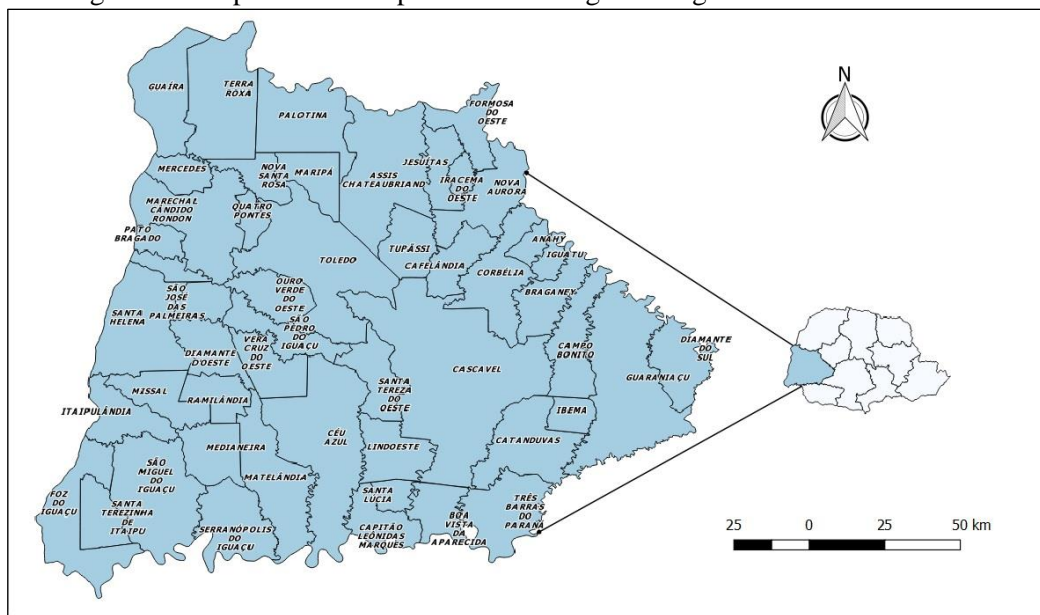 N
GUAÍRA
TERRA
ROXA
PALOTINA
FORMOSA
DO
OESTE
MERCEDES
NOVA
SANTA
ROSA
MARIPÁ
ASSIS
CHATEAUBRIAND
JESUÍTAS
IRACEMA
DO
OESTE
NOVA
AURORA
MARECHAL
CÂNDIDO
RONDON
QUATRO
PONTES
PATO
BRAGADO
TOLEDO
TUPÃSSI
CAFELÂNDIA
CORBÉLIA
ANAHY
IGUATU
BRAGANEY
SANTA
HELENA
SÃO
JOSÉ
DAS
PALMEIRAS
OURO
VERDE
DO
OESTE
SÃO
PEDRO
DO
IGUAÇU
VERA
CRUZ
DO
OESTE
DIAMANTE
D'OESTE
CASCAVEL
CAMPO
BONITO
DIAMANTE
DO
SUL
GUARANIAÇU
MISSAL
RAMILÂNDIA
ITAIPULÂNDIA
SANTA
TEREZA
DO
OESTE
IBEMA
CATANDUVAS
CÉU
AZUL
LINDOESTE
MEDIANEIRA
MATELÂNDIA
SÃO
MIGUEL
DO
IGUAÇU
FOZ
DO
IGUAÇU
SANTA
TEREZINHA
DE
ITAIPU
SERRANÓPOLIS
DO
IGUAÇU
SANTA
LÚCIA
CAPITÃO
LEÔNIDAS
MARQUES
BOA
VISTA
DA
APARECIDA
TRÊS
BARRAS
DO
PARANÁ
25 0 25 50 km